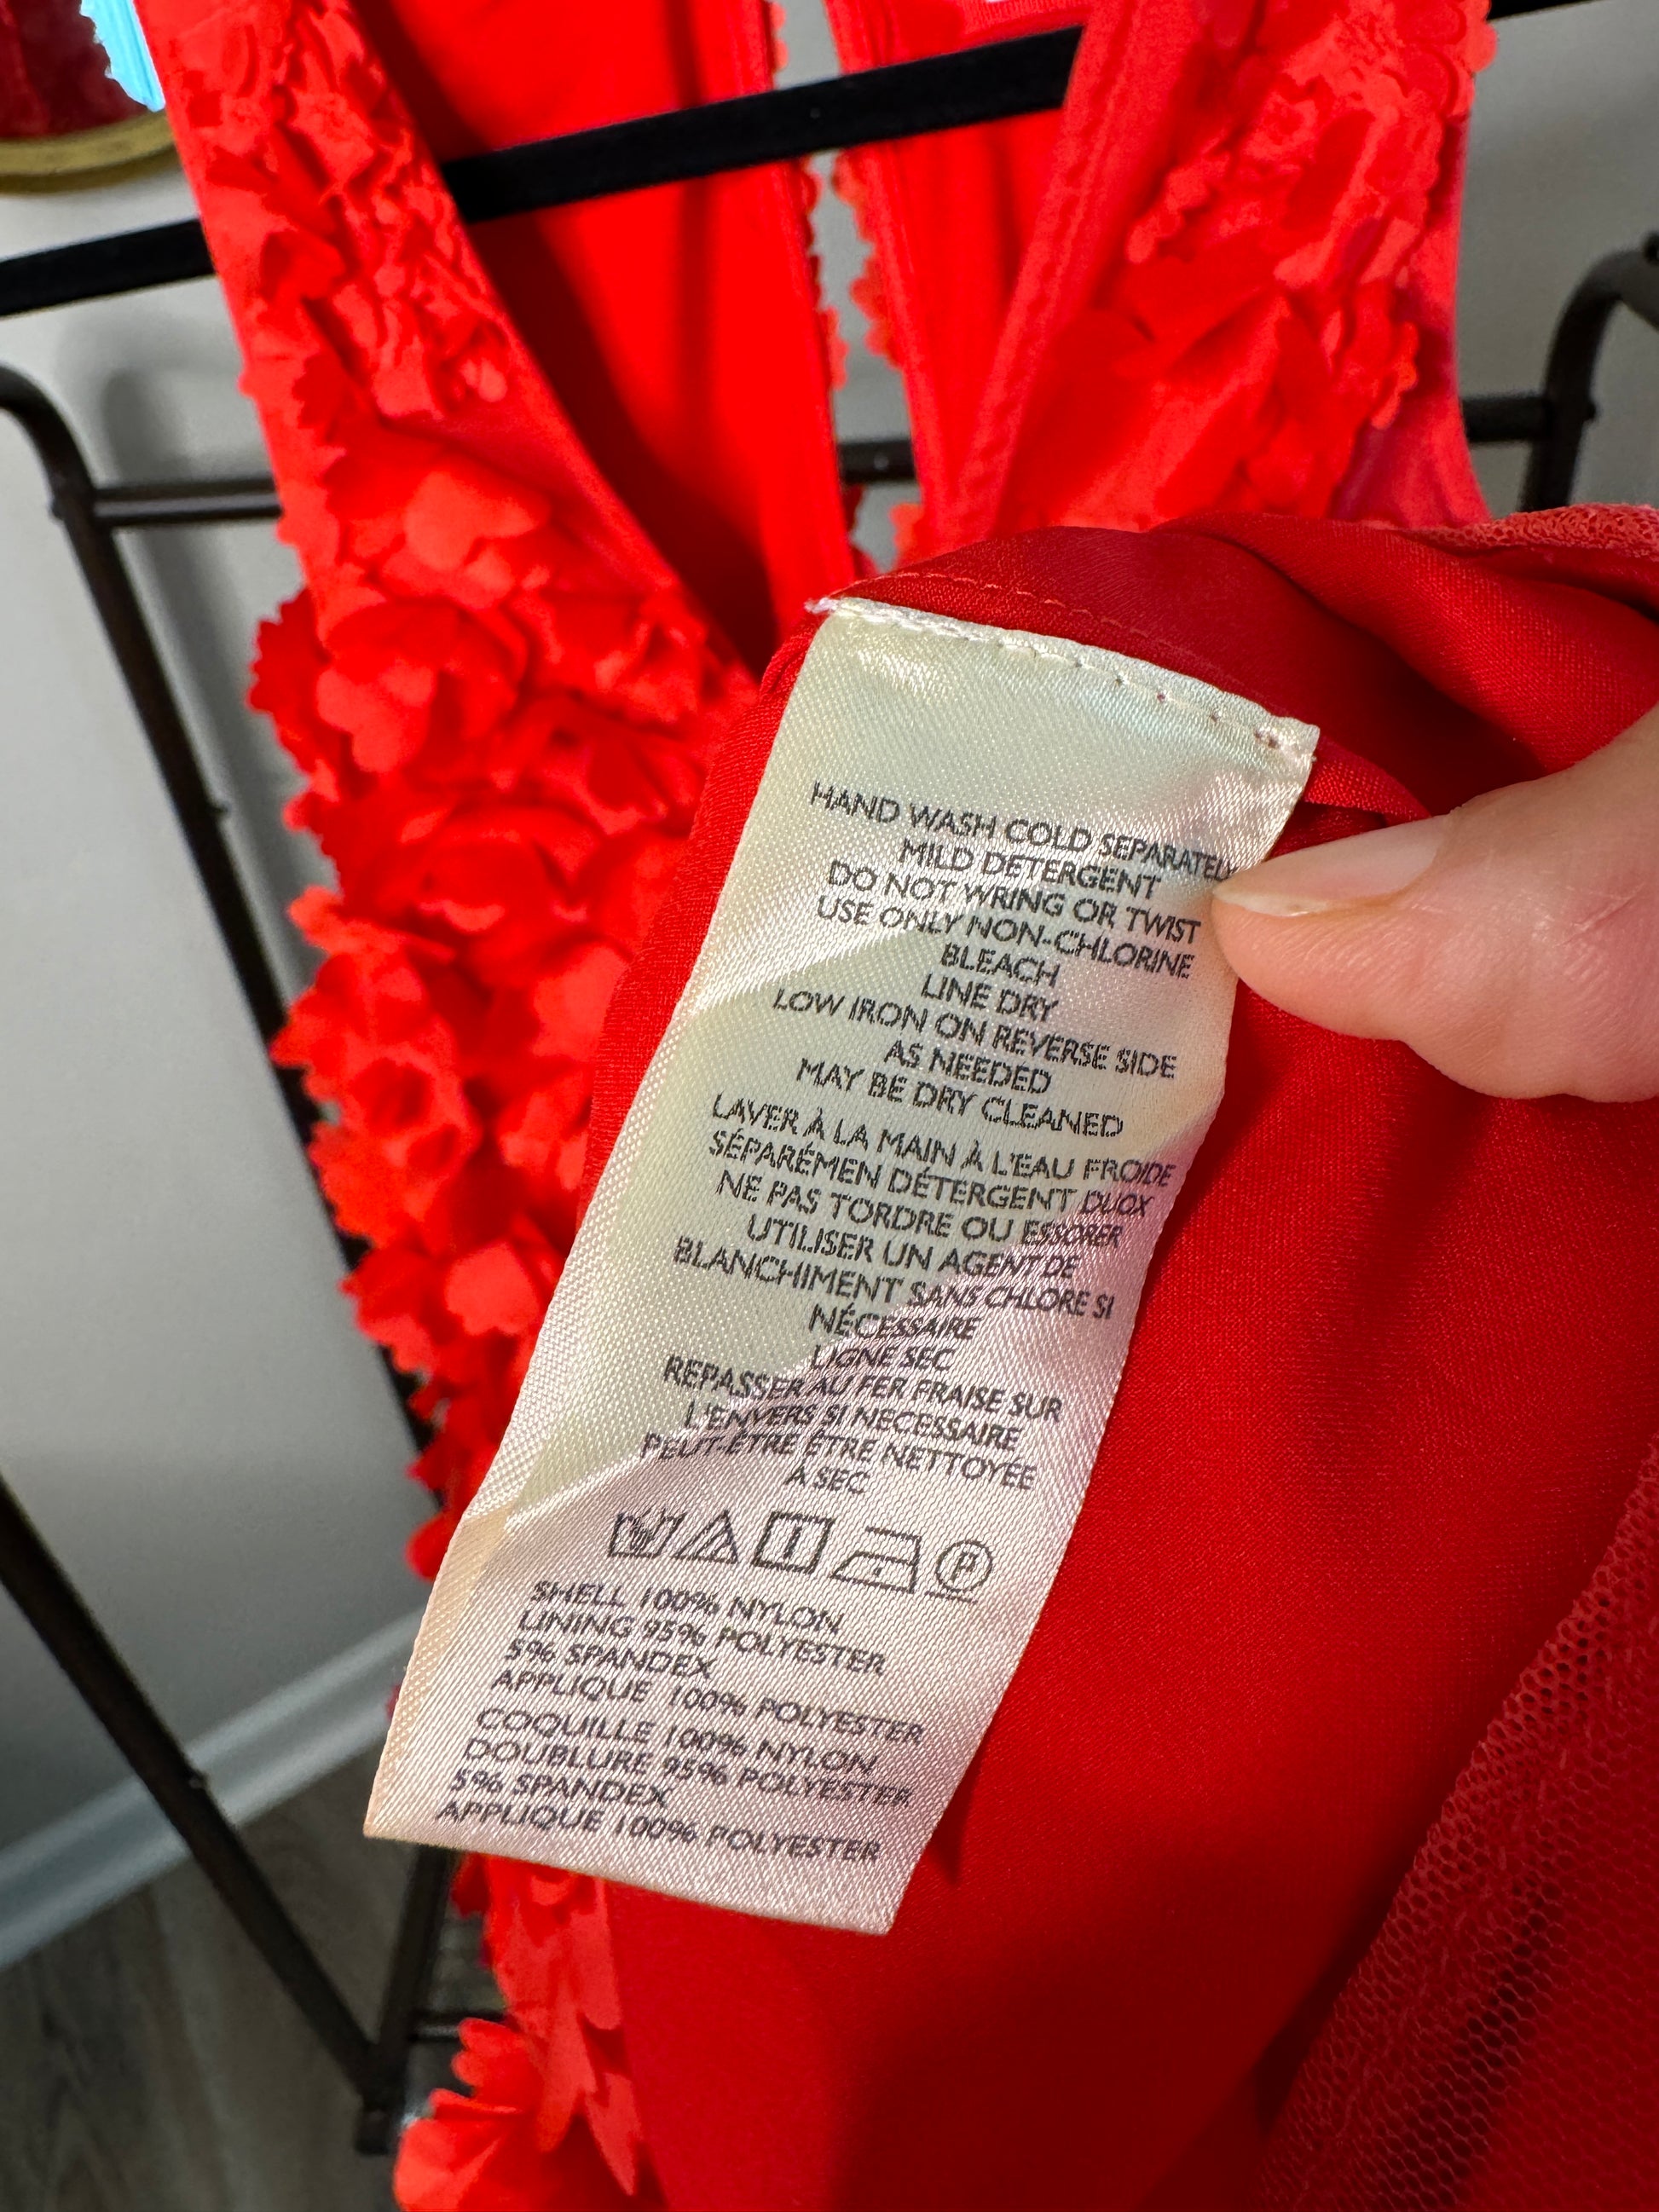 HAND WASH COLD SEPARATELY
MILD DETERGENT
DO NOT WRING OR TWIST
USE ONLY NON-CHLORINE
BLEACH
LINE DRY
LOW IRON ON REVERSE SIDE
AS NEEDED
MAY BE DRY CLEANED
LAVER À LA MAIN À L'EAU FROIDE
SÉPARÉMEN DÉTERGENT DUOX
NE PAS TORDRE OU ESSORER
UTILISER UN AGENT DE
BLANCHIMENT SANS CHLORE SI
NÉCESSAIRE
LIGNE SEC
REPASSER AU FER FRAISE SUR
L'ENVERS SI NECESSAIRE
PEUT-ÊTRE ÊTRE NETTOYÉE
À SEC
P
SHELL 100% NYLON
LINING 95% POLYESTER
5% SPANDEX
APPLIQUE 100% POLYESTER
COQUILLE 100% NYLON
DOUBLURE 95% POLYESTER
5% SPANDEX
APPLIQUE 100% POLYESTER